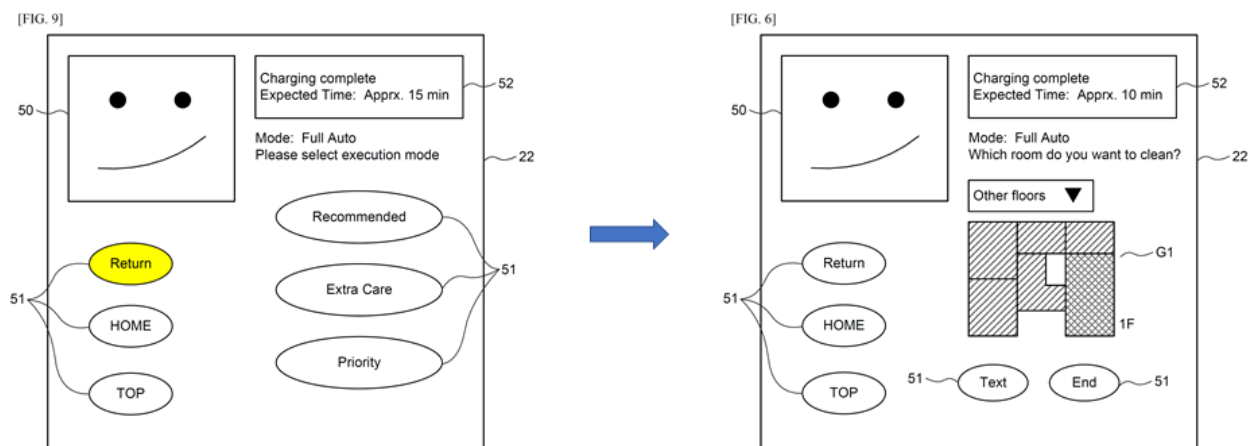 [FIG. 9]
Charging complete
Expected Time: Apprx. 15 min
52
50
Mode: Full Auto
Please select execution mode
22
Recommended
Return
51
Extra Care
51
HOME
Priority
TOP
[FIG. 6]
Charging complete
Expected Time: Apprx. 10 min
52
50
Mode: Full Auto
Which room do you want to clean?
22
Other floors
G1
Return
51
HOME
1F
TOP
51
Text
End
51